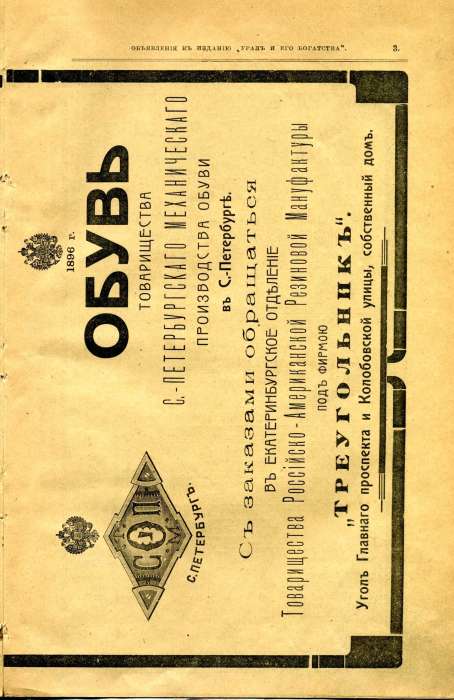 ОБЪЯВЛЕНІЯ КЪ ИЗДАНІЮ „УРАЛЪ И ЕГО БОГАТСТВА".
3.
1896 г.
ОБУВЬ
ТОВАРИЩЕСТВА
С.-ПЕТЕРБУРГСКАГО МЕХАНИЧЕСКАГО
ПРОИЗВОДСТВА ОБУВИ
въ С.-Петербургѣ.
С.ПЕТЕРБУРГЪ.
Съ заказами обращаться
ВЪ ЕКАТЕРИНБУРГСКОЕ ОТДѢЛЕНІЕ
Товарищества Россійско-Американской Резиновой Мануфактуры
ПОДЪ ФИРМОЮ
„ТРЕУГОЛЬНИКЪ".
Уголъ Главнаго проспекта и Колобовской улицы, собственный домъ.